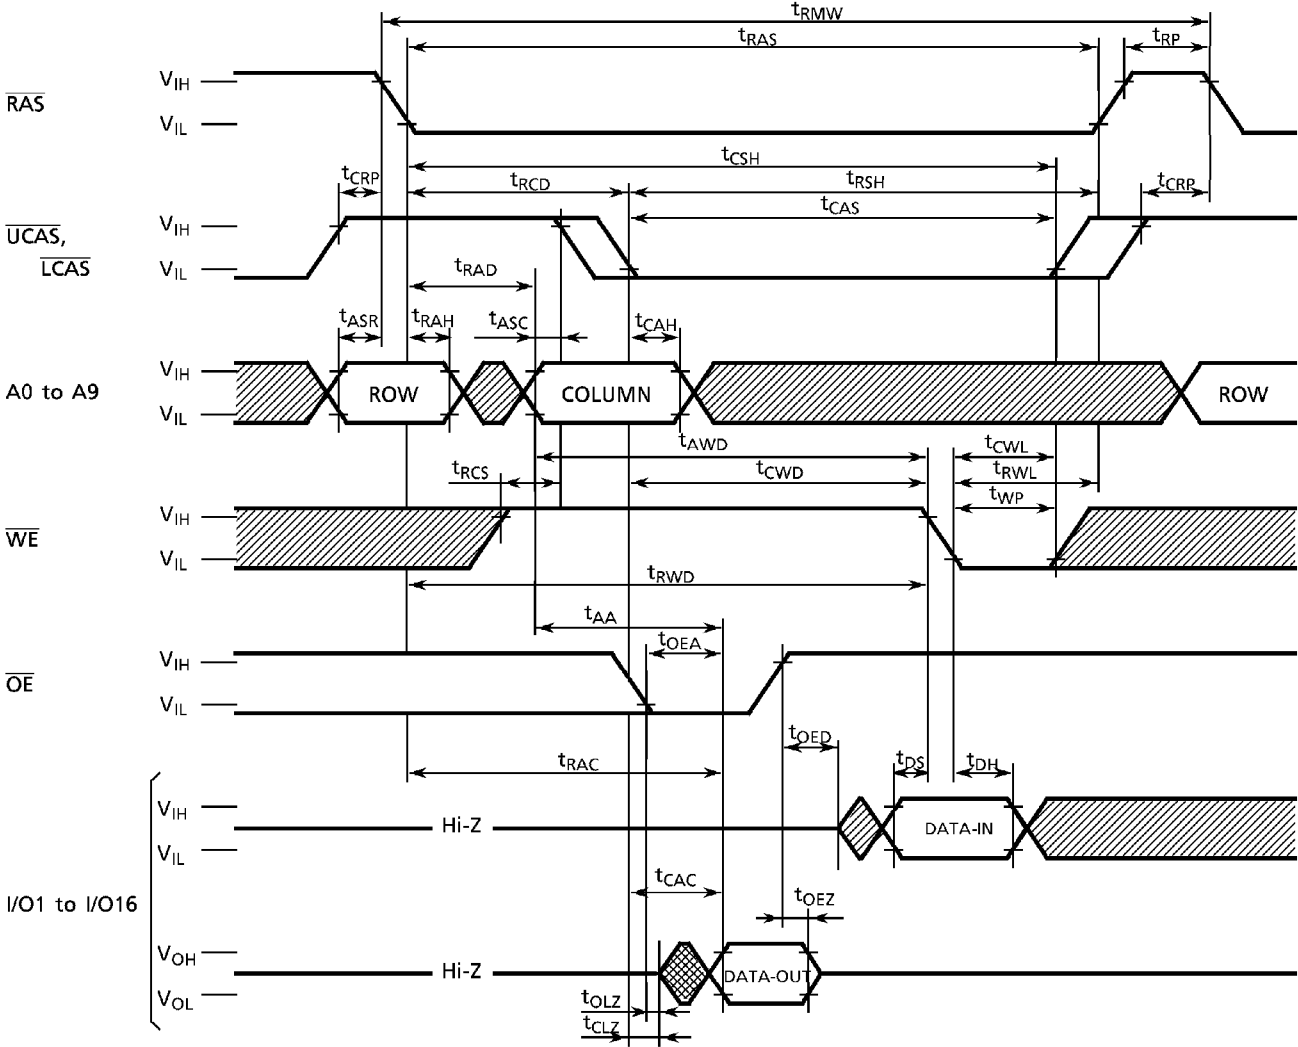 tRMW
tRAS
tRP
RAS
VIH
VIL
tCSH
tCRP
tRCD
tRSH
tCRP
tCAS
UCAS,
LCAS
VIH
VIL
tRAD
tASR
tRAH
tASC
tCAH
A0 to A9
VIH
VIL
ROW
COLUMN
ROW
tAWD
tCWL
tRCS
tCWD
tRWL
tWP
WE
VIH
VIL
tRWD
tAA
tOEA
OE
VIH
VIL
tOED
tRAC
tDS
tDH
VIH
VIL
Hi-Z
DATA-IN
I/O1 to I/O16
tCAC
tOEZ
VOH
VOL
Hi-Z
DATA-OUT
tOLZ
tCLZ